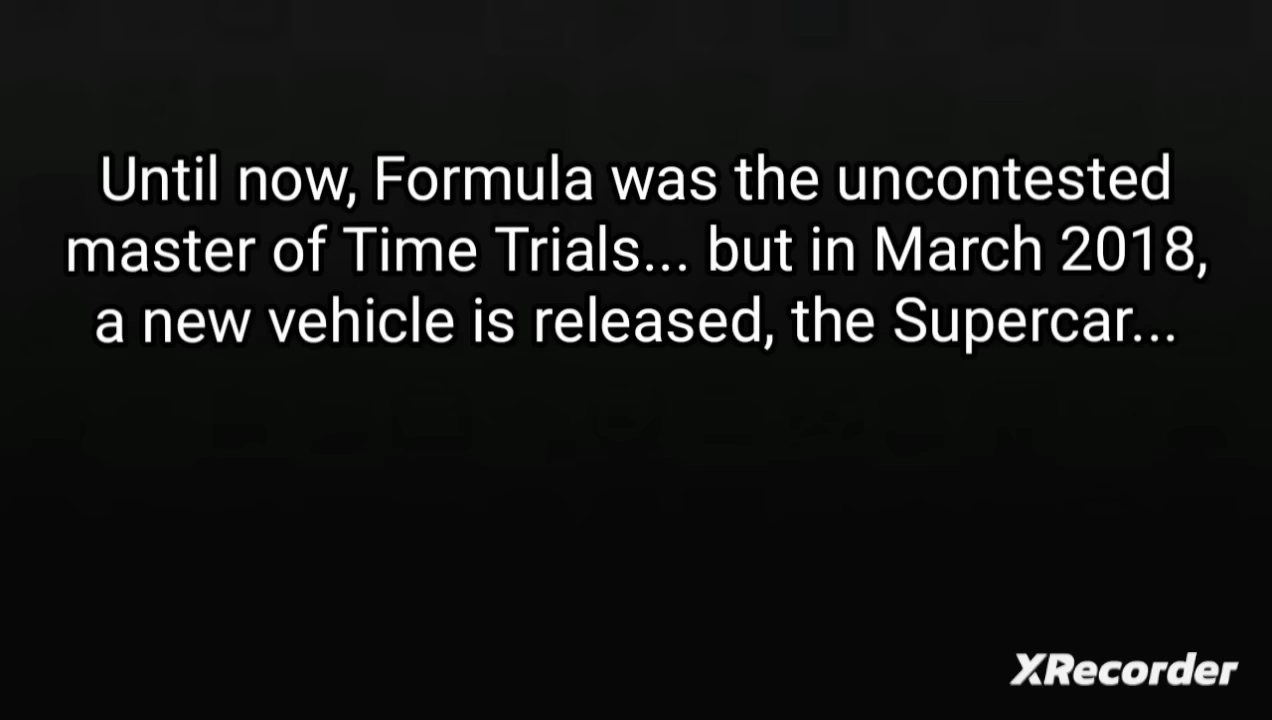 Until now, Formula was the uncontested
master of Time Trials... but in March 2018,
a new vehicle is released, the Supercar...
XRecorder